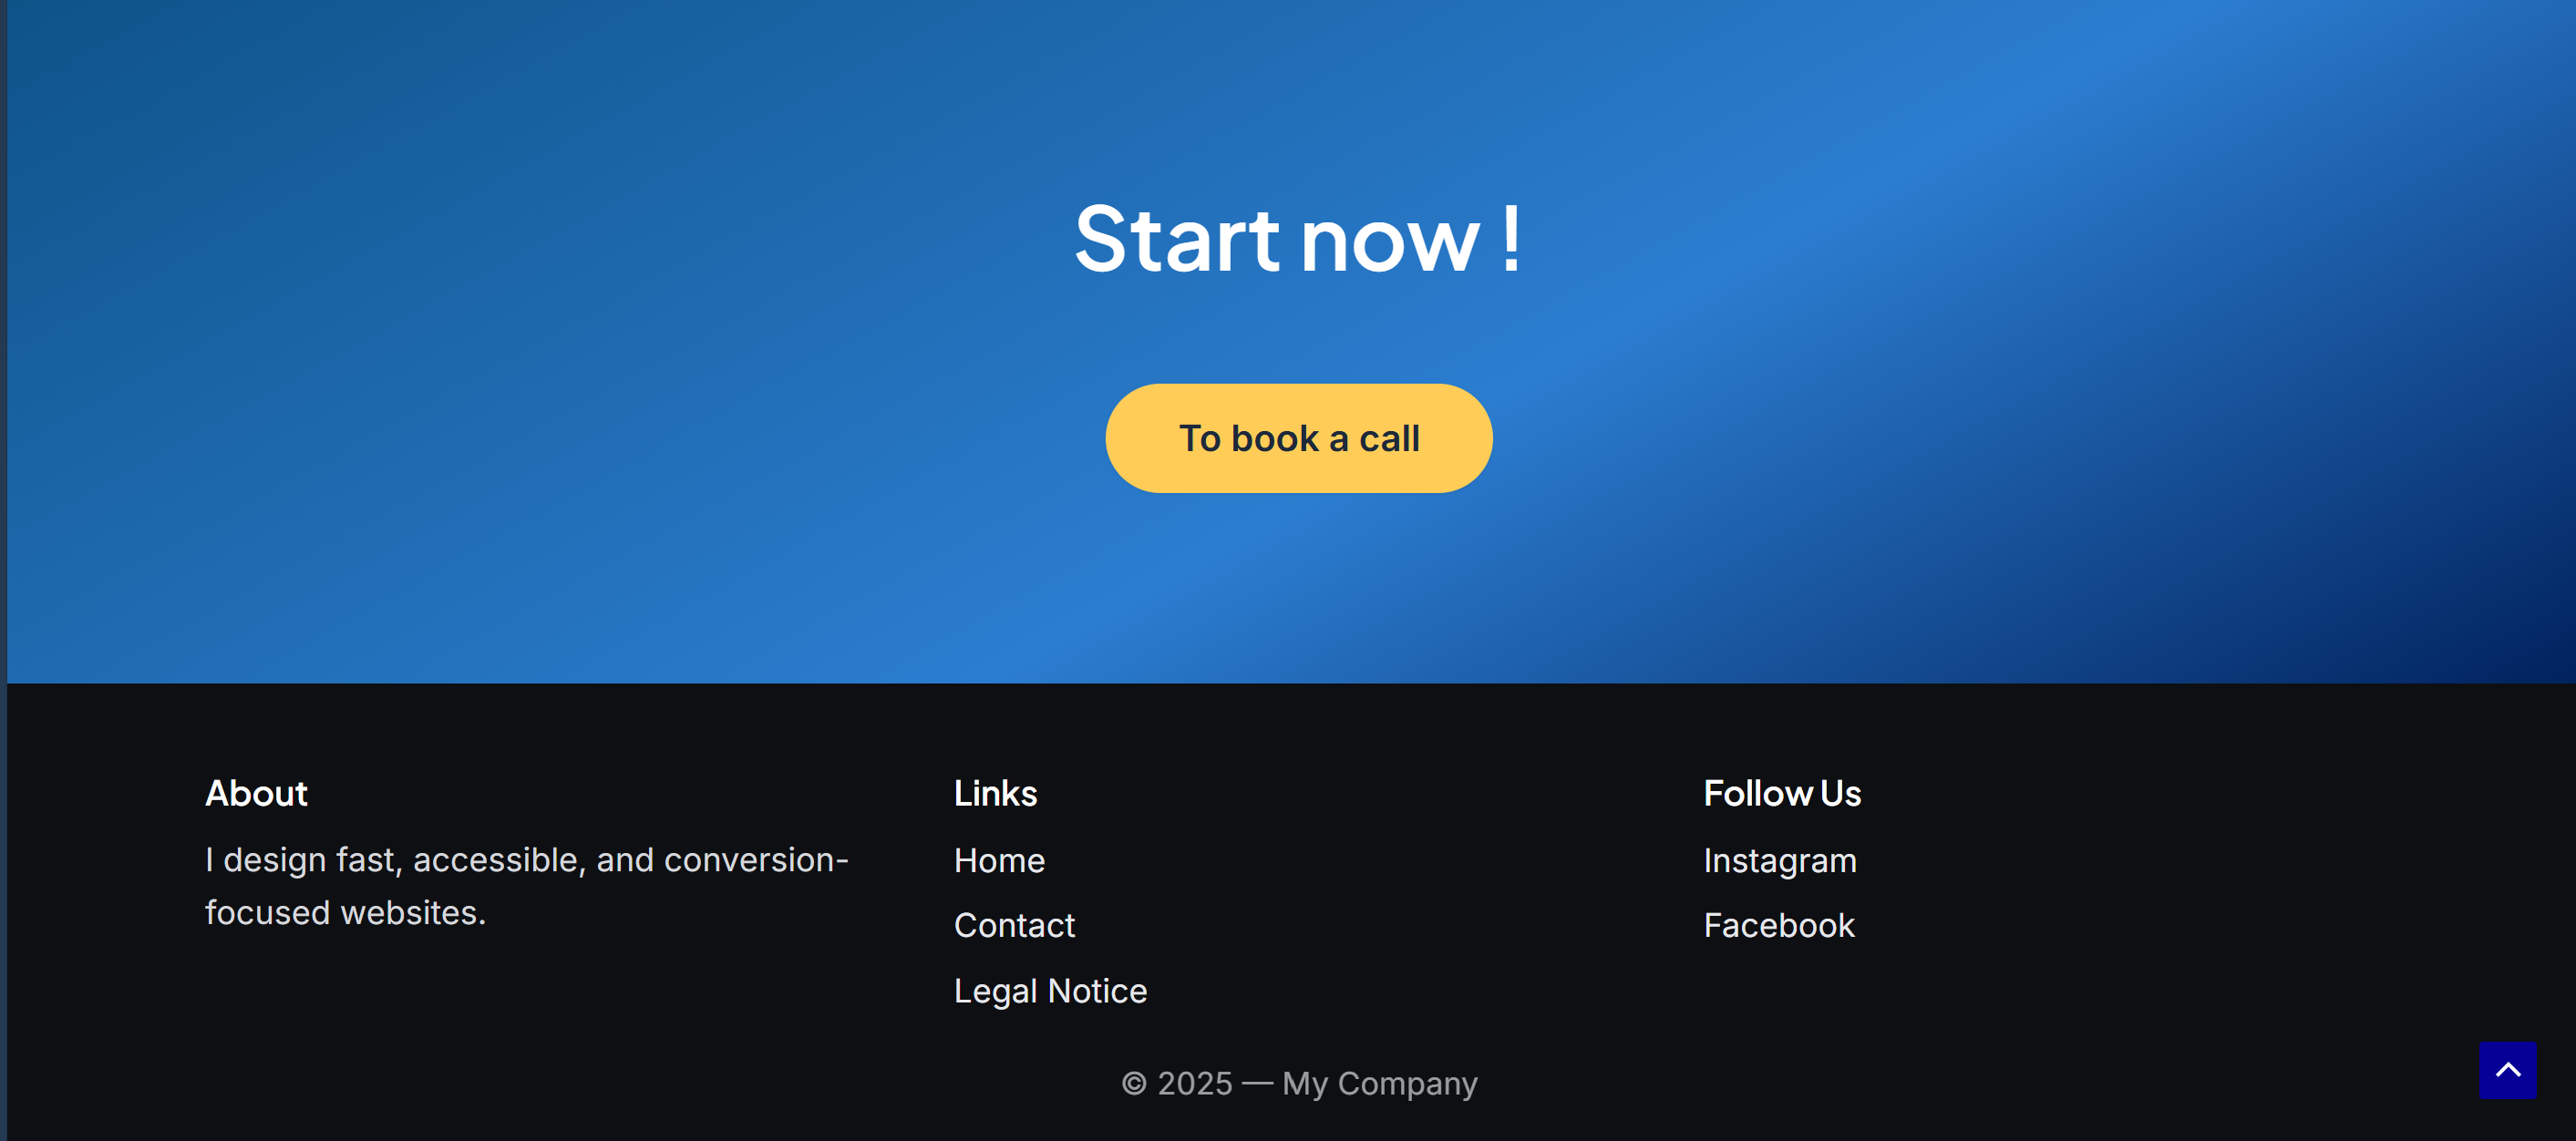 Start now !
To book a call
About
I design fast, accessible, and conversion-
focused websites.
Links
Home
Contact
Legal Notice
Follow Us
Instagram
Facebook
© 2025 — My Company